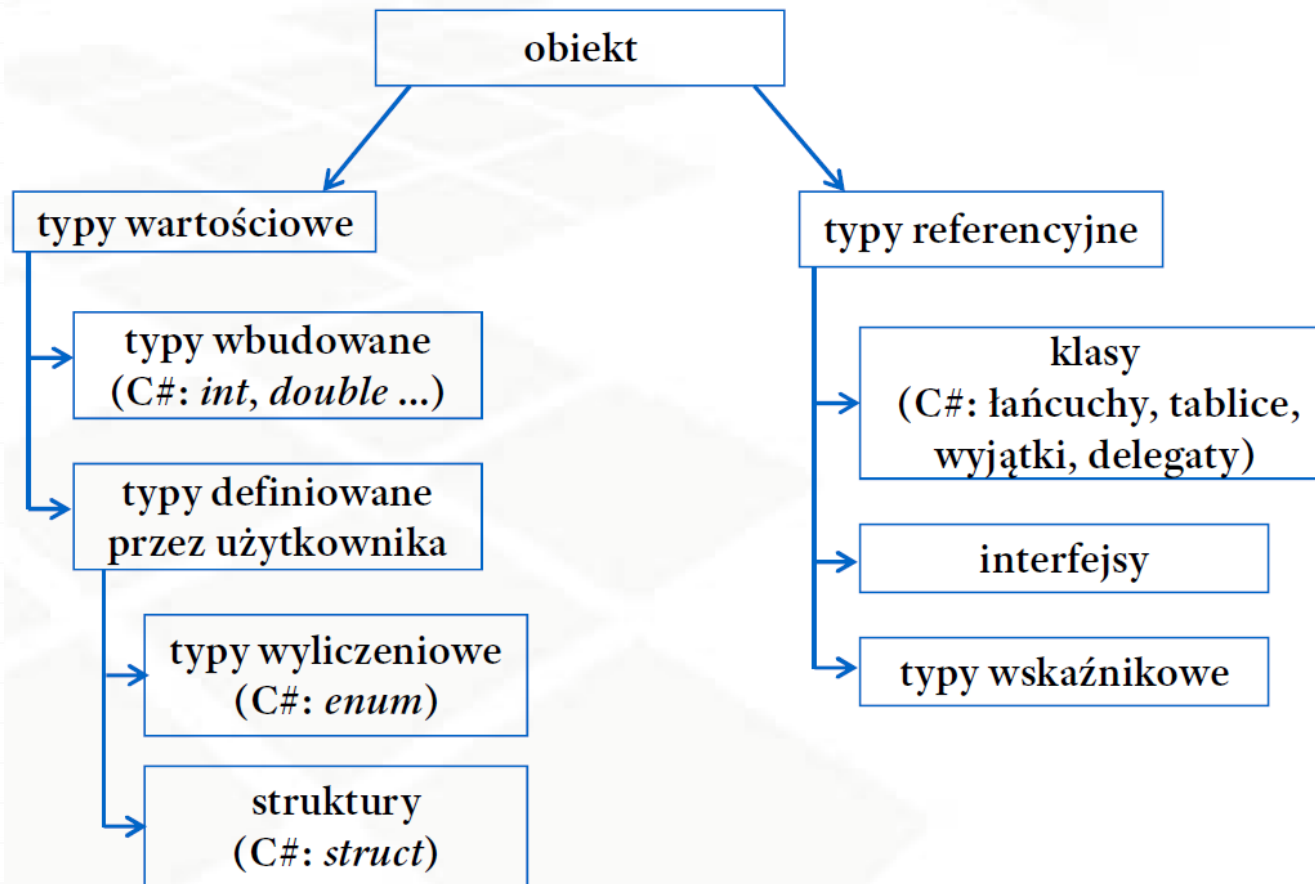 obiekt
typy wartościowe
typy wbudowane
(C#: int, double ...)
typy definiowane
przez użytkownika
typy wyliczeniowe
(C#: enum)
struktury
(C#: struct)
typy referencyjne
klasy
(C#: łańcuchy, tablice,
wyjątki, delegaty)
interfejsy
typy wskaźnikowe